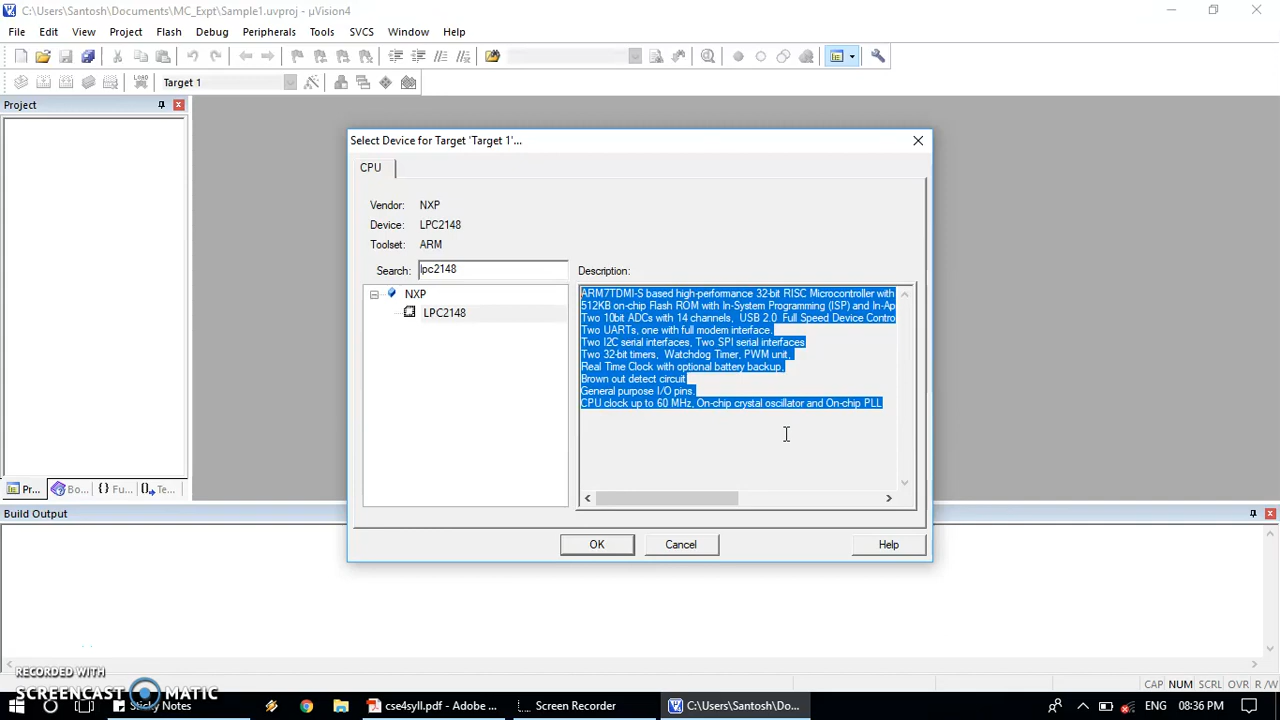 C:\Users\Santosh\Documents\MC_Expt\Sample1.uvproj - µVision4
File Edit View Project Flash Debug Peripherals Tools SVCS Window Help
LOAD Target 1
Project
Select Device for Target 'Target 1'...
CPU
Vendor: NXP
Device: LPC2148
Toolset: ARM
Search: lpc2148
Description:
NXP
LPC2148
ARM7TDMI-S based high-performance 32-bit RISC Microcontroller with
512KB on-chip Flash ROM with In-System Programming (ISP) and In-Ap
Two 10bit ADCs with 14 channels, USB 2.0 Full Speed Device Contro
Two UARTs, one with full modem interface.
Two I2C serial interfaces, Two SPI serial interfaces
Two 32-bit timers, Watchdog Timer, PWM unit,
Real Time Clock with optional battery backup,
Brown out detect circuit
General purpose I/O pins.
CPU clock up to 60 MHz, On-chip crystal oscillator and On-chip PLL
Pr... Bo... {} Fu... Te...
OK Cancel Help
Build Output
RECORDED WITH
SCREENCAST MATIC
CAP NUM SCRL OVR R /W
Sticky Notes cse4syll.pdf - Adobe ... Screen Recorder C:\Users\Santosh\Do... 08:36 PM